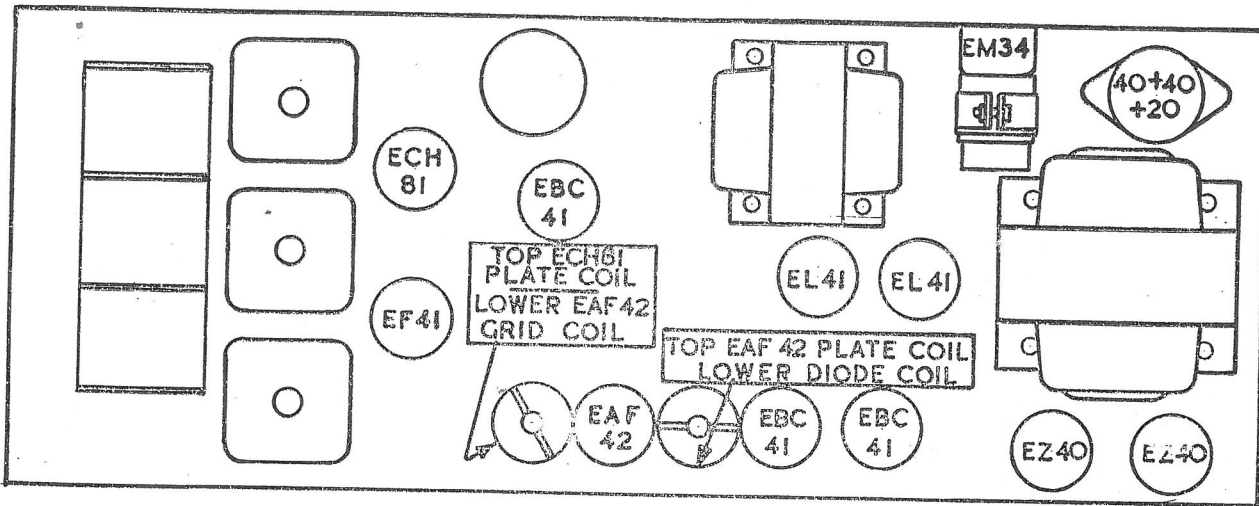 EM34
40+40
+20
ECH
81
EBC
41
TOP ECH81
PLATE COIL
LOWER EAF42
GRID COIL
EL41
EL41
EF41
TOP EAF 42 PLATE COIL
LOWER DIODE COIL
EAF
42
EBC
41
EBC
41
EZ40
EZ40